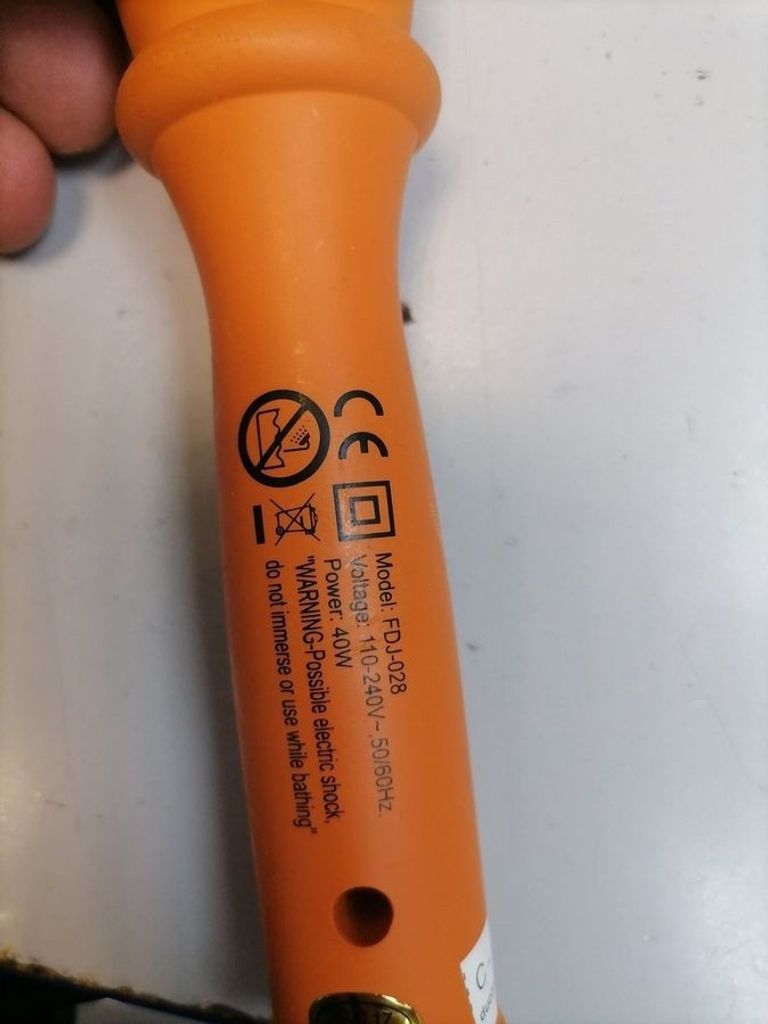 CE
Model: FDJ-028
Voltage: 110-240V~,50/60Hz.
Power: 40W
"WARNING-Possible electric shock,
do not immerse or use while bathing"
C